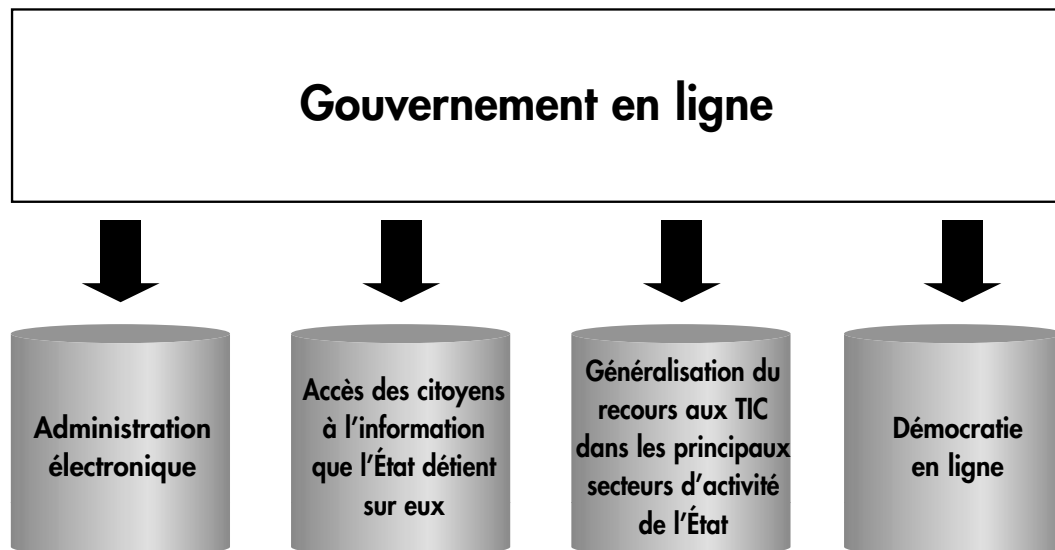 Gouvernement en ligne
Administration
électronique
Accès des citoyens
à l’information
que l’État détient
sur eux
Généralisation du
recours aux TIC
dans les principaux
secteurs d’activité
de l’État
Démocratie
en ligne